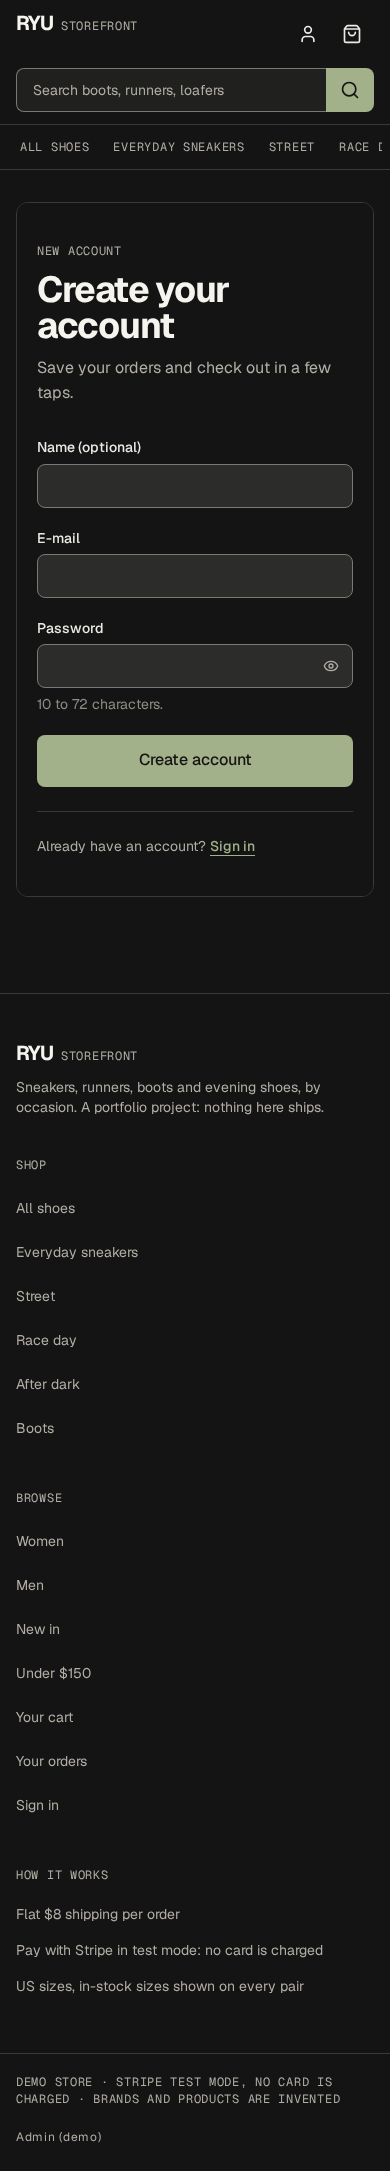 RYU STOREFRONT
Search boots, runners, loafers
ALL SHOES EVERYDAY SNEAKERS STREET RACE
NEW ACCOUNT
Create your
account
Save your orders and check out in a few
taps.
Name (optional)
E-mail
Password
10 to 72 characters.
Create account
Already have an account? Sign in
RYU STOREFRONT
Sneakers, runners, boots and evening shoes, by
occasion. A portfolio project: nothing here ships.
SHOP
All shoes
Everyday sneakers
Street
Race day
After dark
Boots
BROWSE
Women
Men
New in
Under $150
Your cart
Your orders
Sign in
HOW IT WORKS
Flat $8 shipping per order
Pay with Stripe in test mode: no card is charged
US sizes, in-stock sizes shown on every pair
DEMO STORE · STRIPE TEST MODE, NO CARD IS
CHARGED · BRANDS AND PRODUCTS ARE INVENTED
Admin (demo)